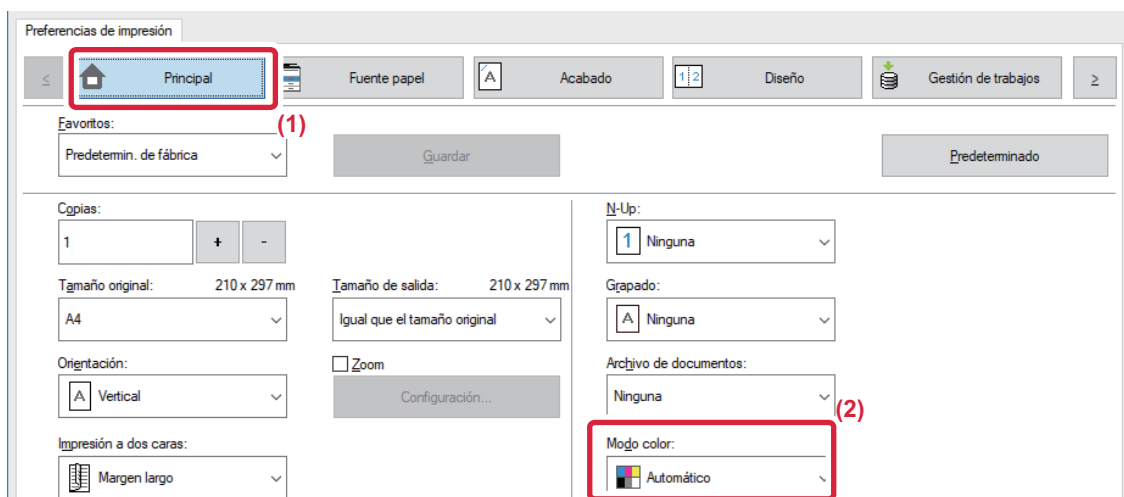 Preferencias de impresión
≤ Principal Fuente papel A Acabado 1 2 Diseño Gestión de trabajos ≥
(1)
Favoritos:
Predetermin. de fábrica Guardar Predeterminado
Copias: N-Up:
1 + - 1 Ninguna
Tamaño original: 210 x 297 mm Tamaño de salida: 210 x 297 mm Grapado:
A4 Igual que el tamaño original A Ninguna
Orientación: Zoom Archivo de documentos:
A Vertical Configuración... Ninguna
(2)
Impresión a dos caras: Modo color:
Margen largo Automático